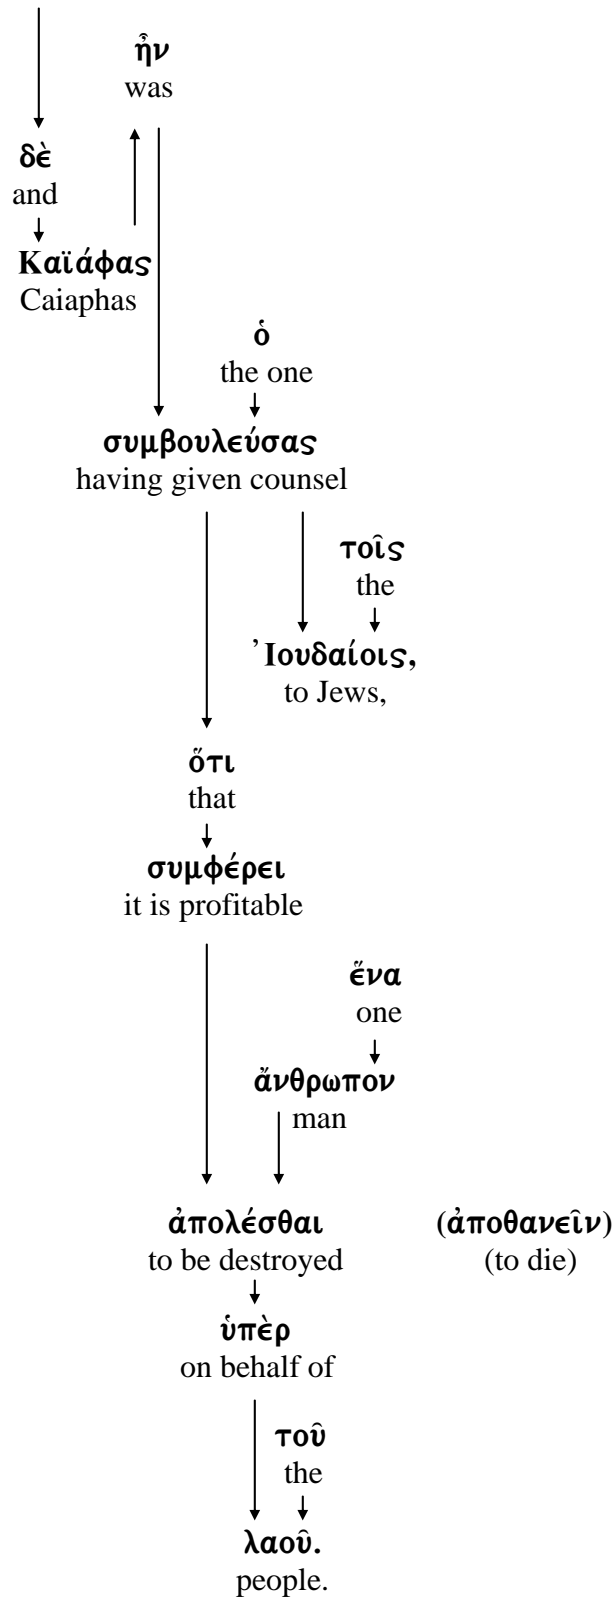 ἦν
was
δὲ
and
Καϊάφας
Caiaphas
ὁ
the one
συμβουλεύσας
having given counsel
τοῖς
the
᾿Ιουδαίοις,
to Jews,
ὅτι
that
συμφέρει
it is profitable
ἕνα
one
ἄνθρωπον
man
ἀπολέσθαι (ἀποθανεῖν)
to be destroyed (to die)
ὑπὲρ
on behalf of
τοῦ
the
λαοῦ.
people.